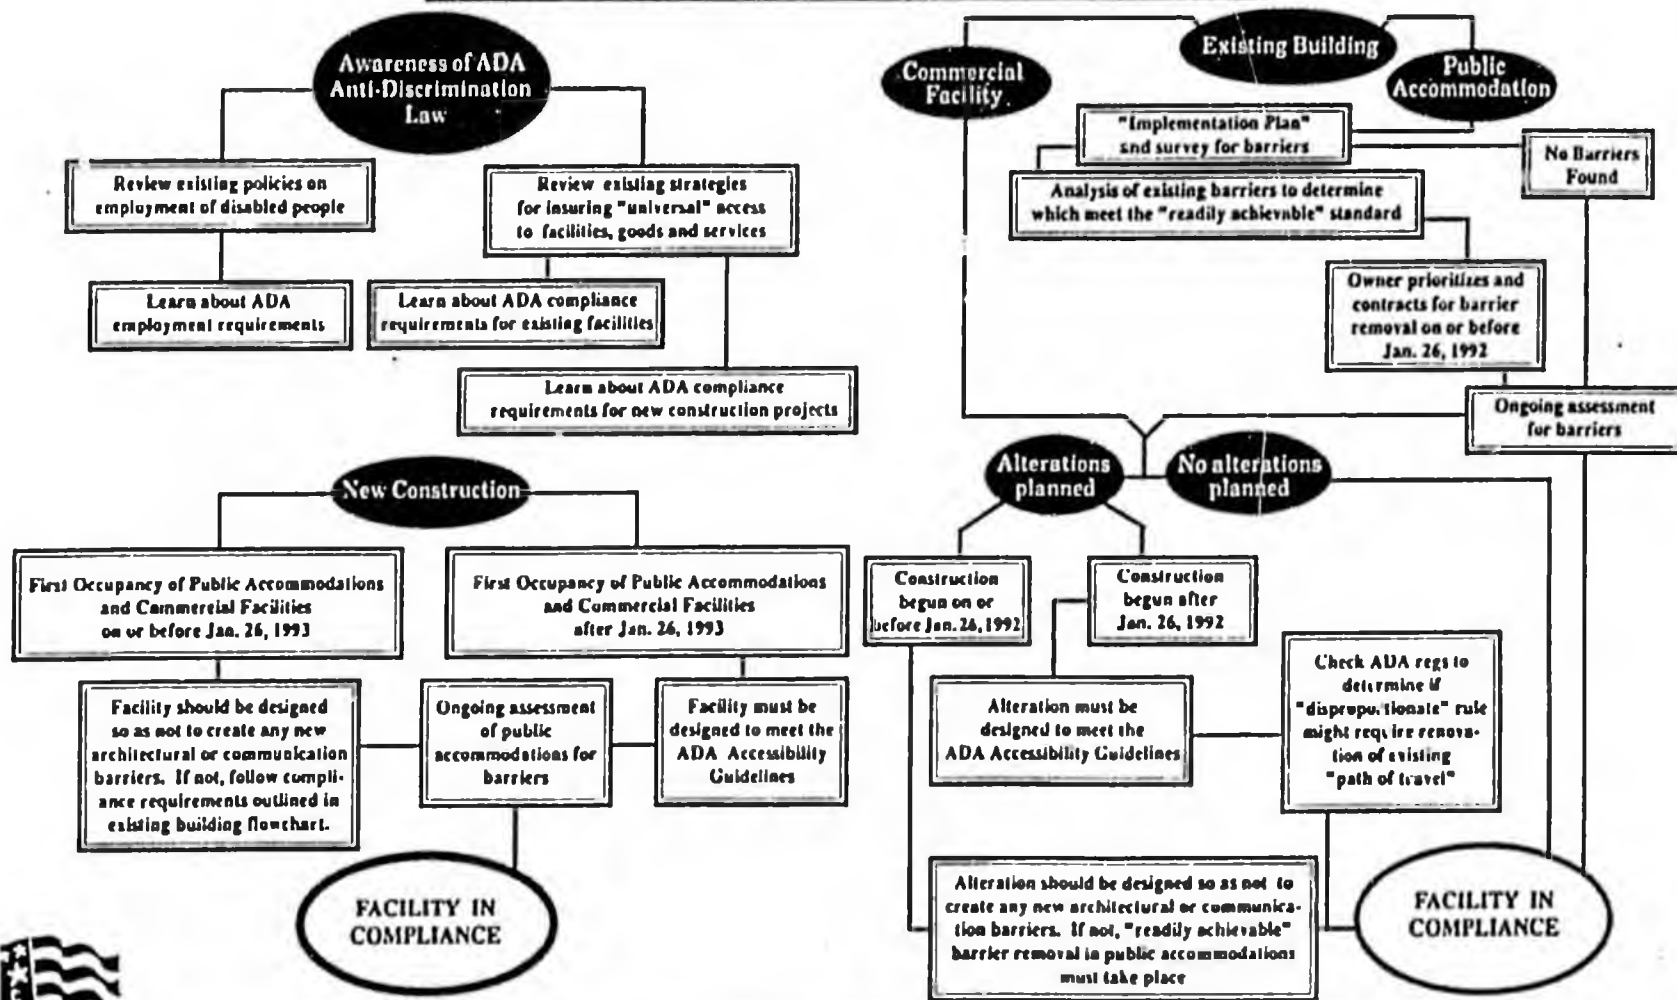 Awareness of ADA
Anti-Discrimination
Law
Review existing policies on
employment of disabled people
Review existing strategies
for insuring "universal" access
to facilities, goods and services
Learn about ADA
employment requirements
Learn about ADA compliance
requirements for existing facilities
Learn about ADA compliance
requirements for new construction projects
New Construction
First Occupancy of Public Accommodations
and Commercial Facilities
on or before Jan. 26, 1993
First Occupancy of Public Accommodations
and Commercial Facilities
after Jan. 26, 1993
Facility should be designed
so as not to create any new
architectural or communication
barriers. If not, follow compli-
ance requirements outlined in
existing building flowchart.
Ongoing assessment
of public
accommodations for
barriers
Facility must be
designed to meet the
ADA Accessibility
Guidelines
FACILITY IN
COMPLIANCE
Existing Building
Commercial
Facility
Public
Accommodation
"Implementation Plan"
and survey for barriers
No Barriers
Found
Analysis of existing barriers to determine
which meet the "readily achievable" standard
Owner prioritizes and
contracts for barrier
removal on or before
Jan. 26, 1992
Ongoing assessment
for barriers
Alterations
planned
No alterations
planned
Construction
begun on or
before Jan. 26, 1992
Construction
begun after
Jan. 26, 1992
Alteration must be
designed to meet the
ADA Accessibility Guidelines
Check ADA regs to
determine if
"disproportionate" rule
might require renova-
tion of existing
"path of travel"
Alteration should be designed so as not to
create any new architectural or communica-
tion barriers. If not, "readily achievable"
barrier removal in public accommodations
must take place
FACILITY IN
COMPLIANCE